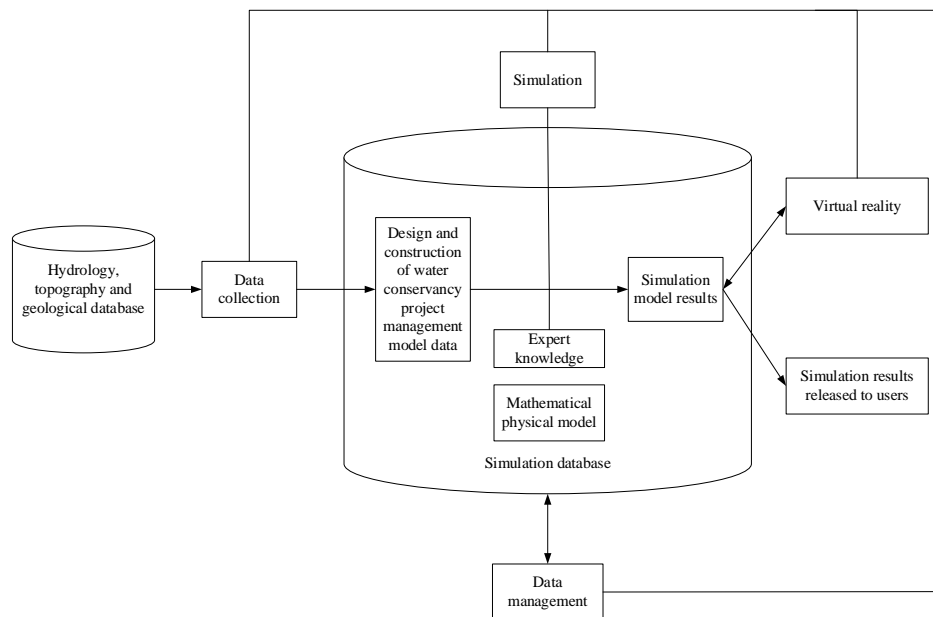 Simulation
Virtual reality
Hydrology,
topography and
geological database
Data
collection
Design and
construction
of water
conservancy
project
management
model data
Simulation
model results
Expert
knowledge
Mathematical
physical model
Simulation database
Simulation results
released to users
Data
management